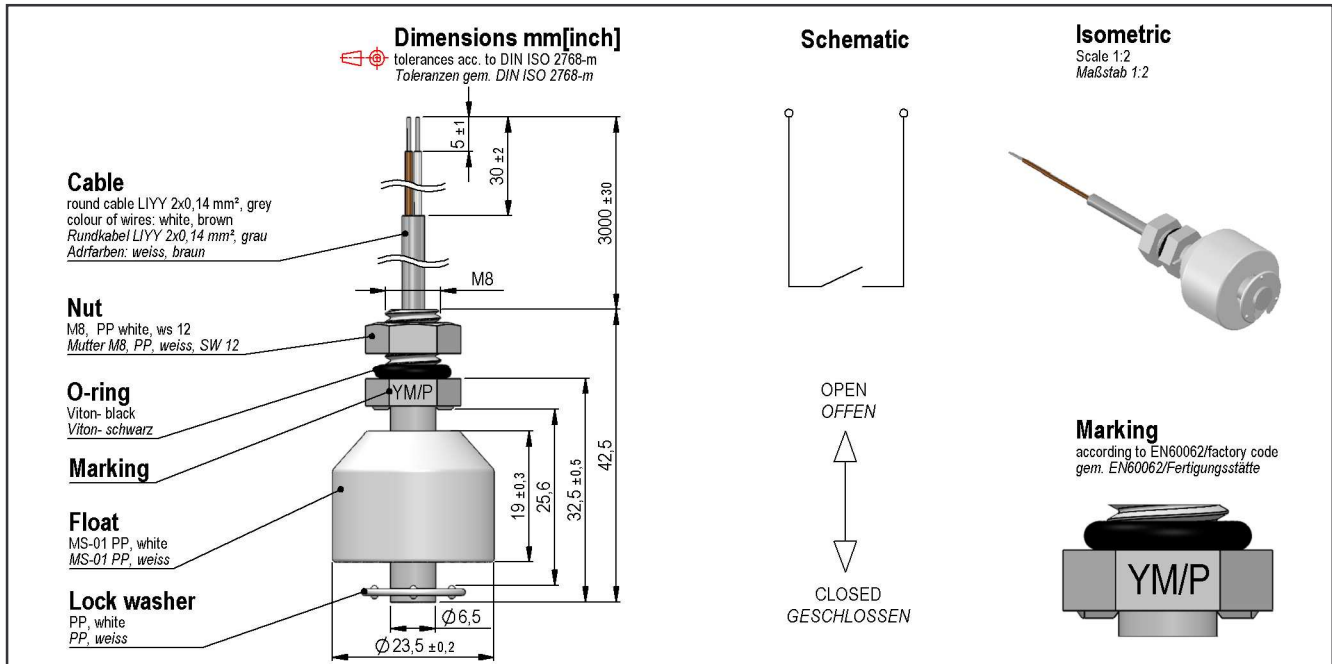 Dimensions mm[inch]
tolerances acc. to DIN ISO 2768-m
Toleranzen gem. DIN ISO 2768-m
Schematic
Isometric
Scale 1:2
Maßstab 1:2
5 ±1
30 ±2
3000 ±30
Cable
round cable LIYY 2x0,14 mm², grey
colour of wires: white, brown
Rundkabel LIYY 2x0,14 mm², grau
Adrfarben: weiss, braun
M8
Nut
M8, PP white, ws 12
Mutter M8, PP, weiss, SW 12
O-ring
Viton- black
Viton- schwarz
YM/P
Marking
Float
MS-01 PP, white
MS-01 PP, weiss
Lock washer
PP, white
PP, weiss
19 ±0,3
25,6
32,5 ±0,5
42,5
Ø6,5
Ø23,5 ±0,2
OPEN
OFFEN
CLOSED
GESCHLOSSEN
Marking
according to EN60062/factory code
gem. EN60062/Fertigungsstätte
YM/P